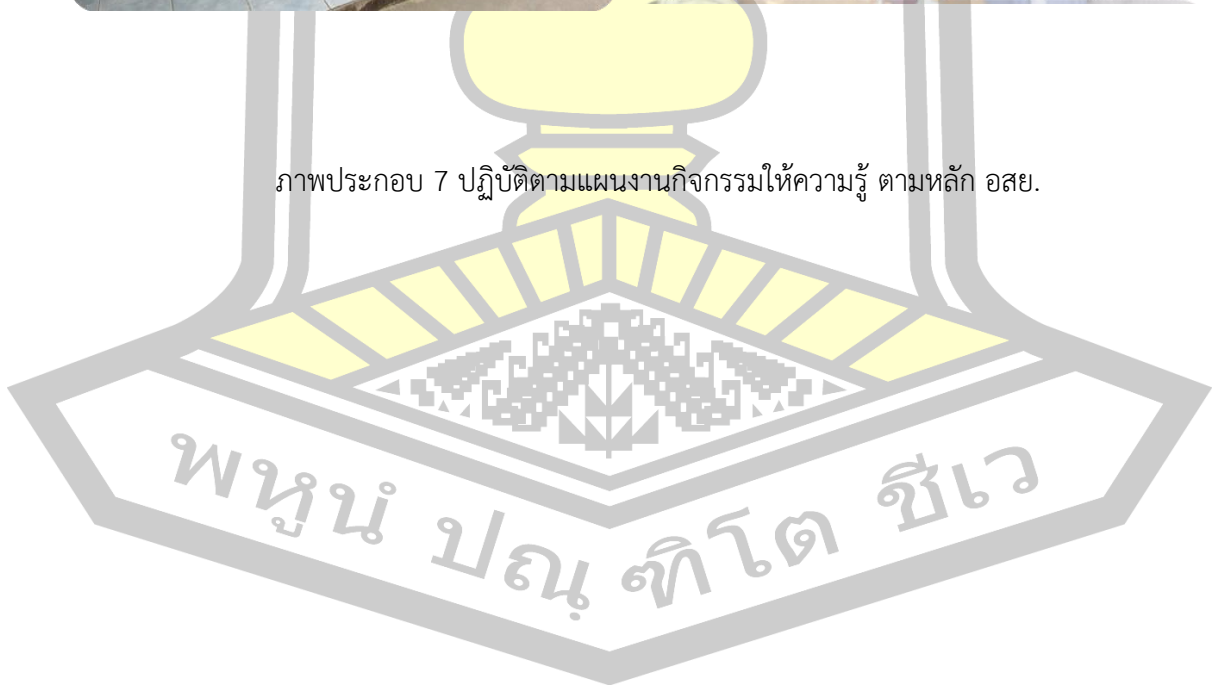 ภาพประกอบ 7 ปฏิบัติตามแผนงานกิจกรรมให้ความรู้ ตามหลัก อสย.
พหูนํ ปณฺฑิโต ชีเว